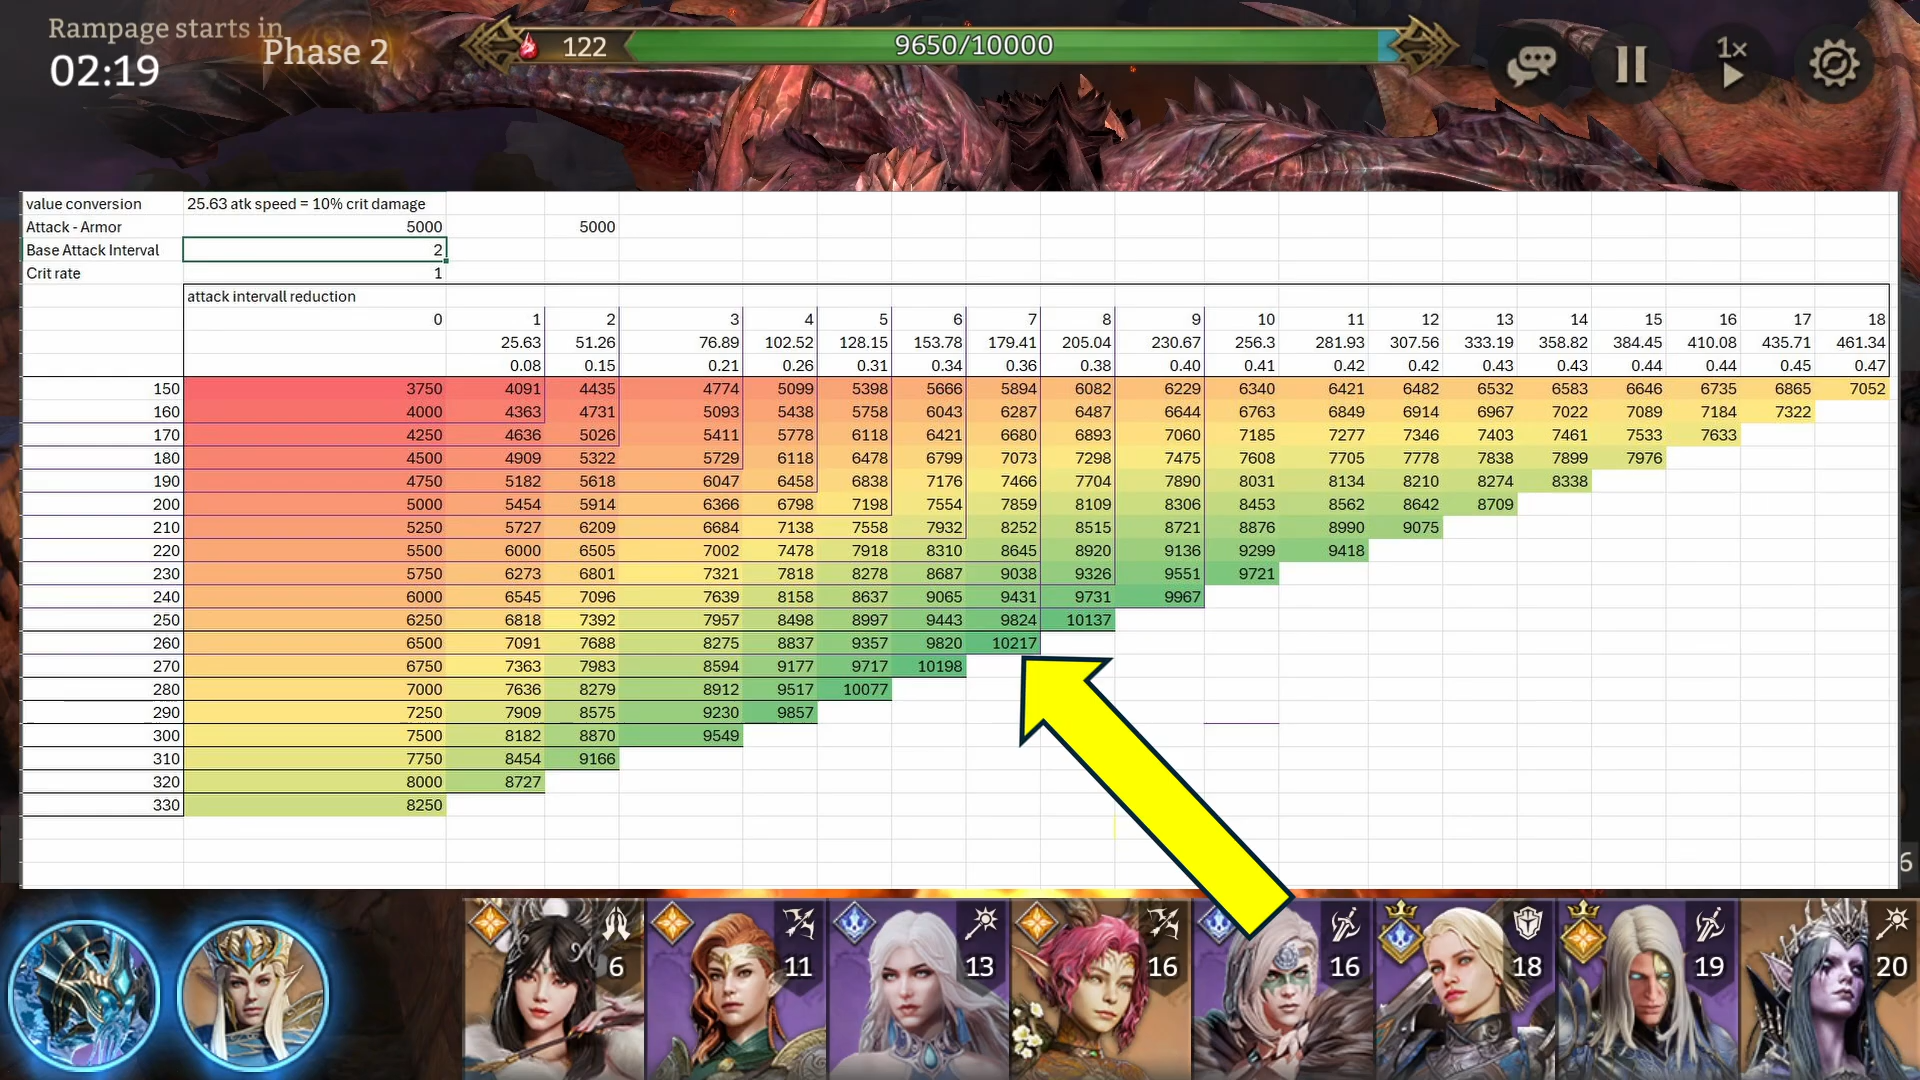 Rampage starts in
02:19
Phase 2
122
9650/10000
1×
value conversion 25.63 atk speed = 10% crit damage
Attack - Armor 5000 5000
Base Attack Interval 2
Crit rate 1
attack intervall reduction
0 1 2 3 4 5 6 7 8 9 10 11 12 13 14 15 16 17 18
25.63 51.26 76.89 102.52 128.15 153.78 179.41 205.04 230.67 256.3 281.93 307.56 333.19 358.82 384.45 410.08 435.71 461.34
0.08 0.15 0.21 0.26 0.31 0.34 0.36 0.38 0.40 0.41 0.42 0.42 0.43 0.43 0.44 0.44 0.45 0.47
150 3750 4091 4435 4774 5099 5398 5666 5894 6082 6229 6340 6421 6482 6532 6583 6646 6735 6865 7052
160 4000 4363 4731 5093 5438 5758 6043 6287 6487 6644 6763 6849 6914 6967 7022 7089 7184 7322
170 4250 4636 5026 5411 5778 6118 6421 6680 6893 7060 7185 7277 7346 7403 7461 7533 7633
180 4500 4909 5322 5729 6118 6478 6799 7073 7298 7475 7608 7705 7778 7838 7899 7976
190 4750 5182 5618 6047 6458 6838 7176 7466 7704 7890 8031 8134 8210 8274 8338
200 5000 5454 5914 6366 6798 7198 7554 7859 8109 8306 8453 8562 8642 8709
210 5250 5727 6209 6684 7138 7558 7932 8252 8515 8721 8876 8990 9075
220 5500 6000 6505 7002 7478 7918 8310 8645 8920 9136 9299 9418
230 5750 6273 6801 7321 7818 8278 8687 9038 9326 9551 9721
240 6000 6545 7096 7639 8158 8637 9065 9431 9731 9967
250 6250 6818 7392 7957 8498 8997 9443 9824 10137
260 6500 7091 7688 8275 8837 9357 9820 10217
270 6750 7363 7983 8594 9177 9717 10198
280 7000 7636 8279 8912 9517 10077
290 7250 7909 8575 9230 9857
300 7500 8182 8870 9549
310 7750 8454 9166
320 8000 8727
330 8250
6
6 11 13 16 16 18 19 20